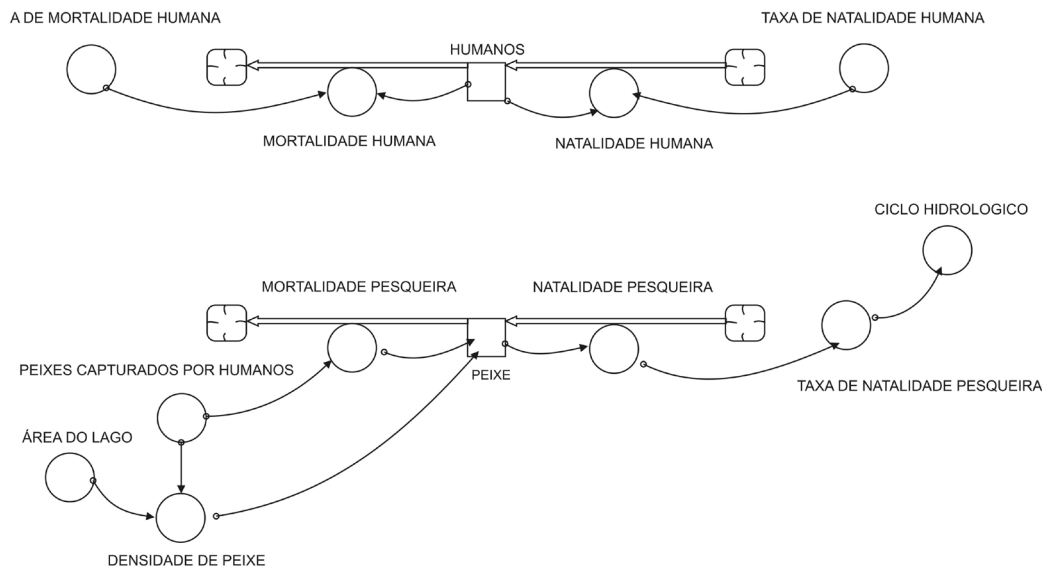 A DE MORTALIDADE HUMANA
TAXA DE NATALIDADE HUMANA
HUMANOS
MORTALIDADE HUMANA
NATALIDADE HUMANA
CICLO HIDROLOGICO
MORTALIDADE PESQUEIRA
NATALIDADE PESQUEIRA
PEIXES CAPTURADOS POR HUMANOS
PEIXE
TAXA DE NATALIDADE PESQUEIRA
ÁREA DO LAGO
DENSIDADE DE PEIXE